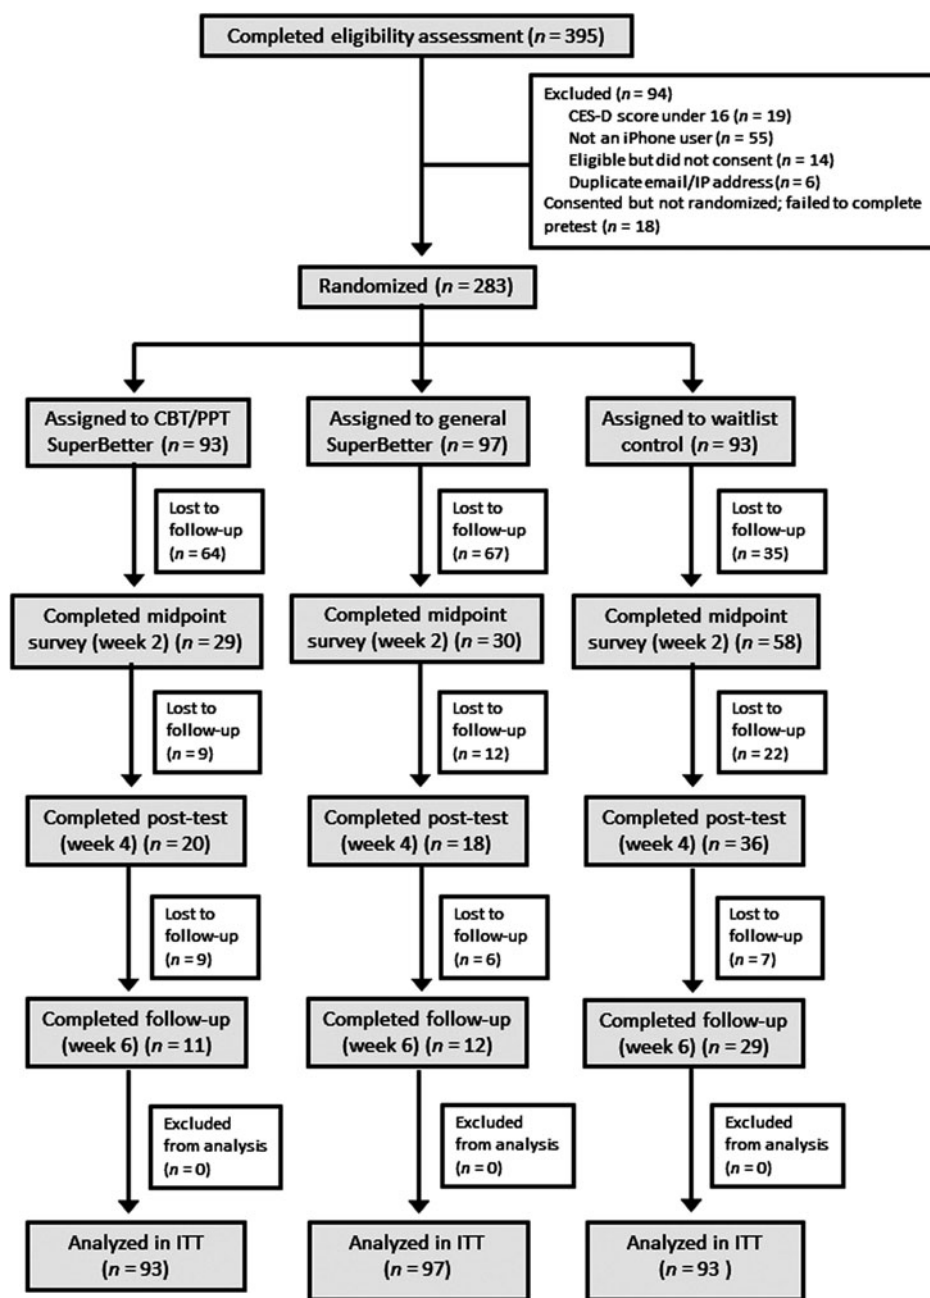 Completed eligibility assessment (n = 395)
Excluded (n = 94)
CES-D score under 16 (n = 19)
Not an iPhone user (n = 55)
Eligible but did not consent (n = 14)
Duplicate email/IP address (n = 6)
Consented but not randomized; failed to complete
pretest (n = 18)
Randomized (n = 283)
Assigned to CBT/PPT
SuperBetter (n = 93)
Assigned to general
SuperBetter (n = 97)
Assigned to waitlist
control (n = 93)
Lost to
follow-up
(n = 64)
Lost to
follow-up
(n = 67)
Lost to
follow-up
(n = 35)
Completed midpoint
survey (week 2) (n = 29)
Completed midpoint
survey (week 2) (n = 30)
Completed midpoint
survey (week 2) (n = 58)
Lost to
follow-up
(n = 9)
Lost to
follow-up
(n = 12)
Lost to
follow-up
(n = 22)
Completed post-test
(week 4) (n = 20)
Completed post-test
(week 4) (n = 18)
Completed post-test
(week 4) (n = 36)
Lost to
follow-up
(n = 9)
Lost to
follow-up
(n = 6)
Lost to
follow-up
(n = 7)
Completed follow-up
(week 6) (n = 11)
Completed follow-up
(week 6) (n = 12)
Completed follow-up
(week 6) (n = 29)
Excluded
from analysis
(n = 0)
Excluded
from analysis
(n = 0)
Excluded
from analysis
(n = 0)
Analyzed in ITT
(n = 93)
Analyzed in ITT
(n = 97)
Analyzed in ITT
(n = 93 )